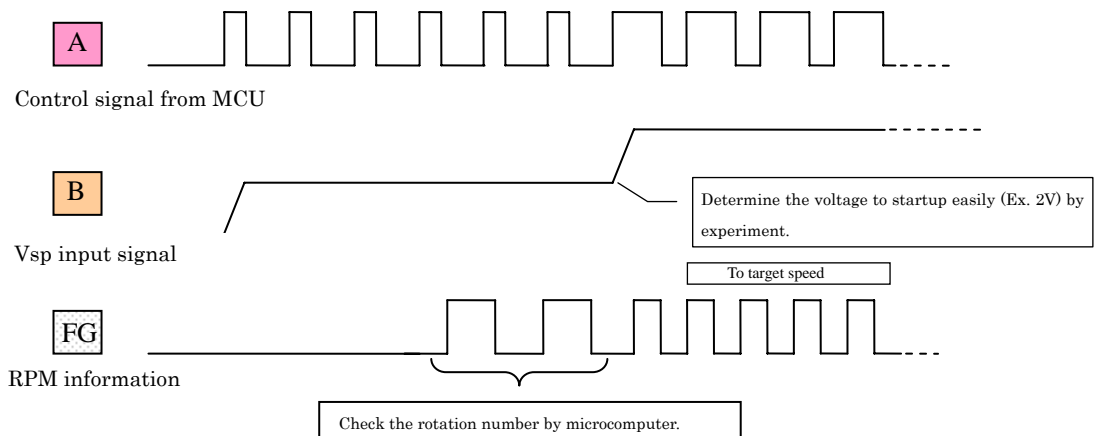 A
Control signal from MCU
B
Determine the voltage to startup easily (Ex. 2V) by
experiment.
Vsp input signal
To target speed
FG
RPM information
Check the rotation number by microcomputer.